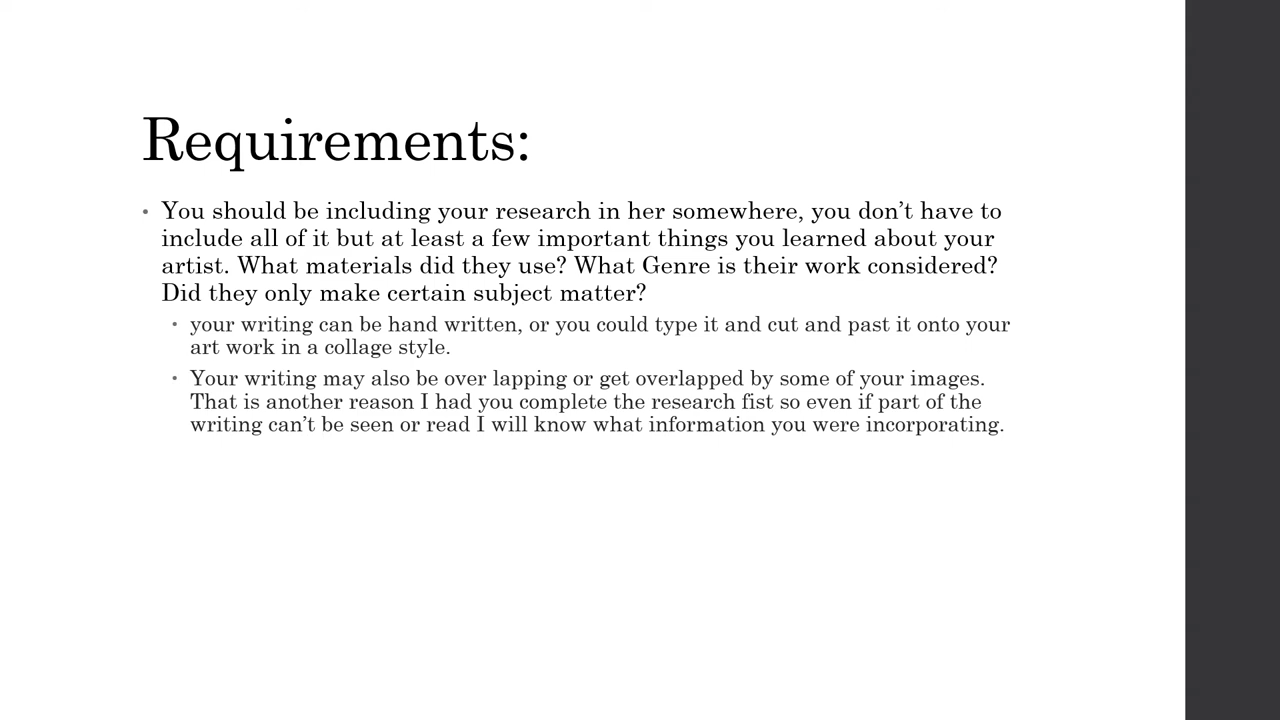 Requirements:
• You should be including your research in her somewhere, you don’t have to
include all of it but at least a few important things you learned about your
artist. What materials did they use? What Genre is their work considered?
Did they only make certain subject matter?
• your writing can be hand written, or you could type it and cut and past it onto your
art work in a collage style.
• Your writing may also be over lapping or get overlapped by some of your images.
That is another reason I had you complete the research fist so even if part of the
writing can’t be seen or read I will know what information you were incorporating.